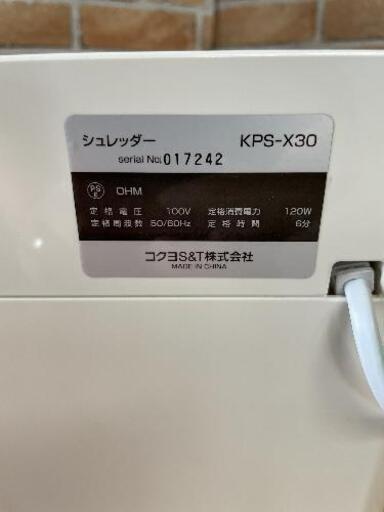 シュレッダー KPS-X30
serial No. 017242
PS E OHM
定格電圧 100V 定格消費電力 120W
定格周波数 50/60Hz 定格時間 6分
コクヨS&T株式会社
MADE IN CHINA